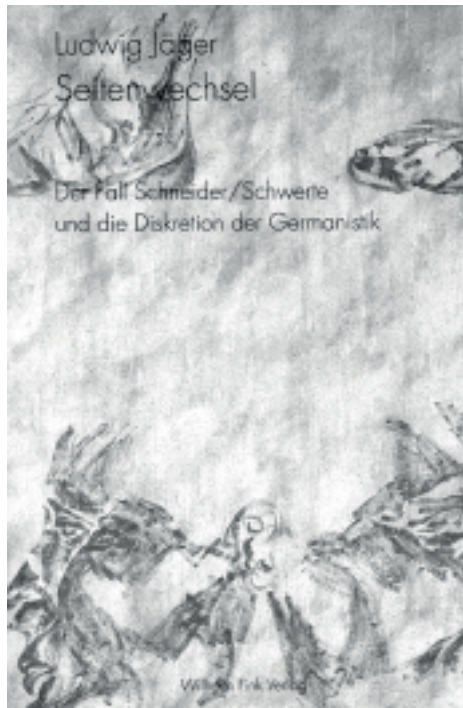 Ludwig Jäger
Seitenwechsel
Der Fall Schneider/Schwerte
und die Diskretion der Germanistik
Wilhelm Fink Verlag